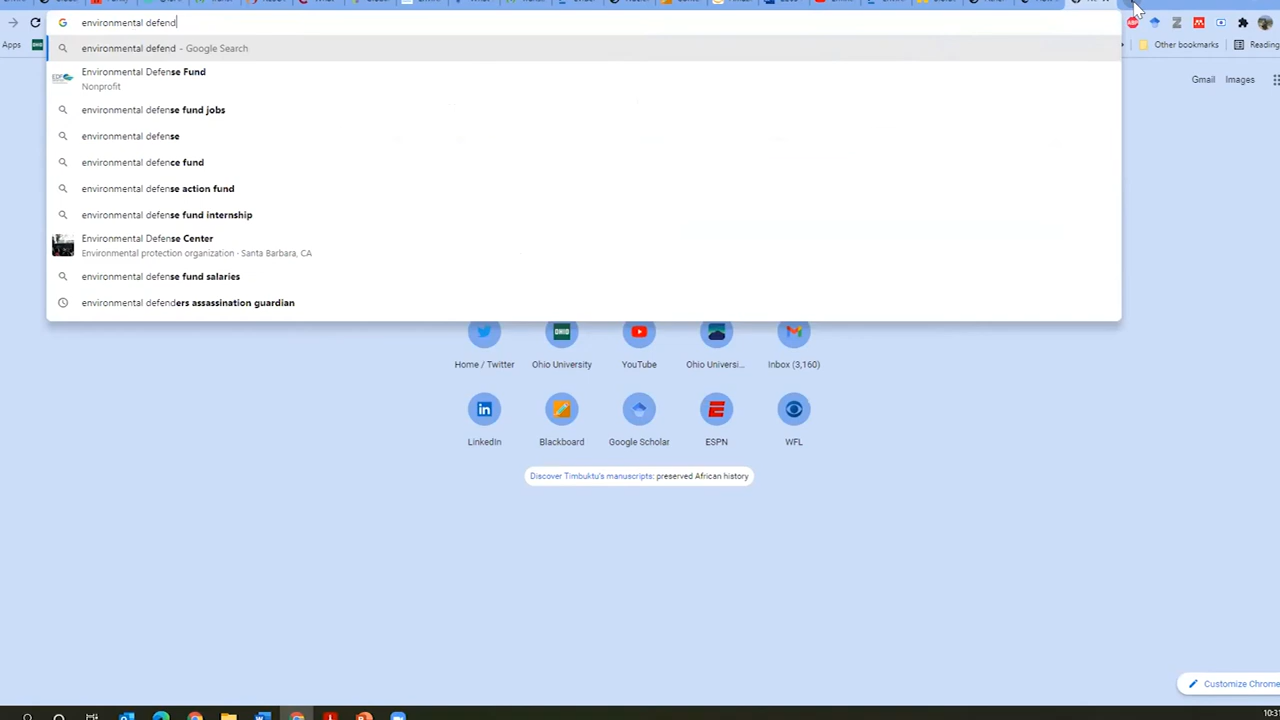 environmental defend
environmental defend - Google Search
Environmental Defense Fund
Nonprofit
environmental defense fund jobs
environmental defense
environmental defence fund
environmental defense action fund
environmental defense fund internship
Environmental Defense Center
Environmental protection organization · Santa Barbara, CA
environmental defense fund salaries
environmental defenders assassination guardian
Apps
Other bookmarks
Reading
Gmail Images
Home / Twitter Ohio University YouTube Ohio Universi... Inbox (3,160)
LinkedIn Blackboard Google Scholar ESPN WFL
Discover Timbuktu's manuscripts: preserved African history
Customize Chrome